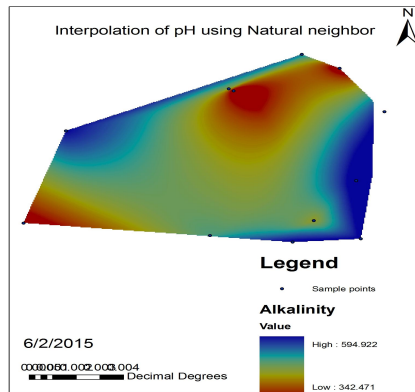 N
Interpolation of pH using Natural neighbor
Legend
Sample points
Alkalinity
Value
High : 594.922
Low : 342.471
6/2/2015
Decimal Degrees